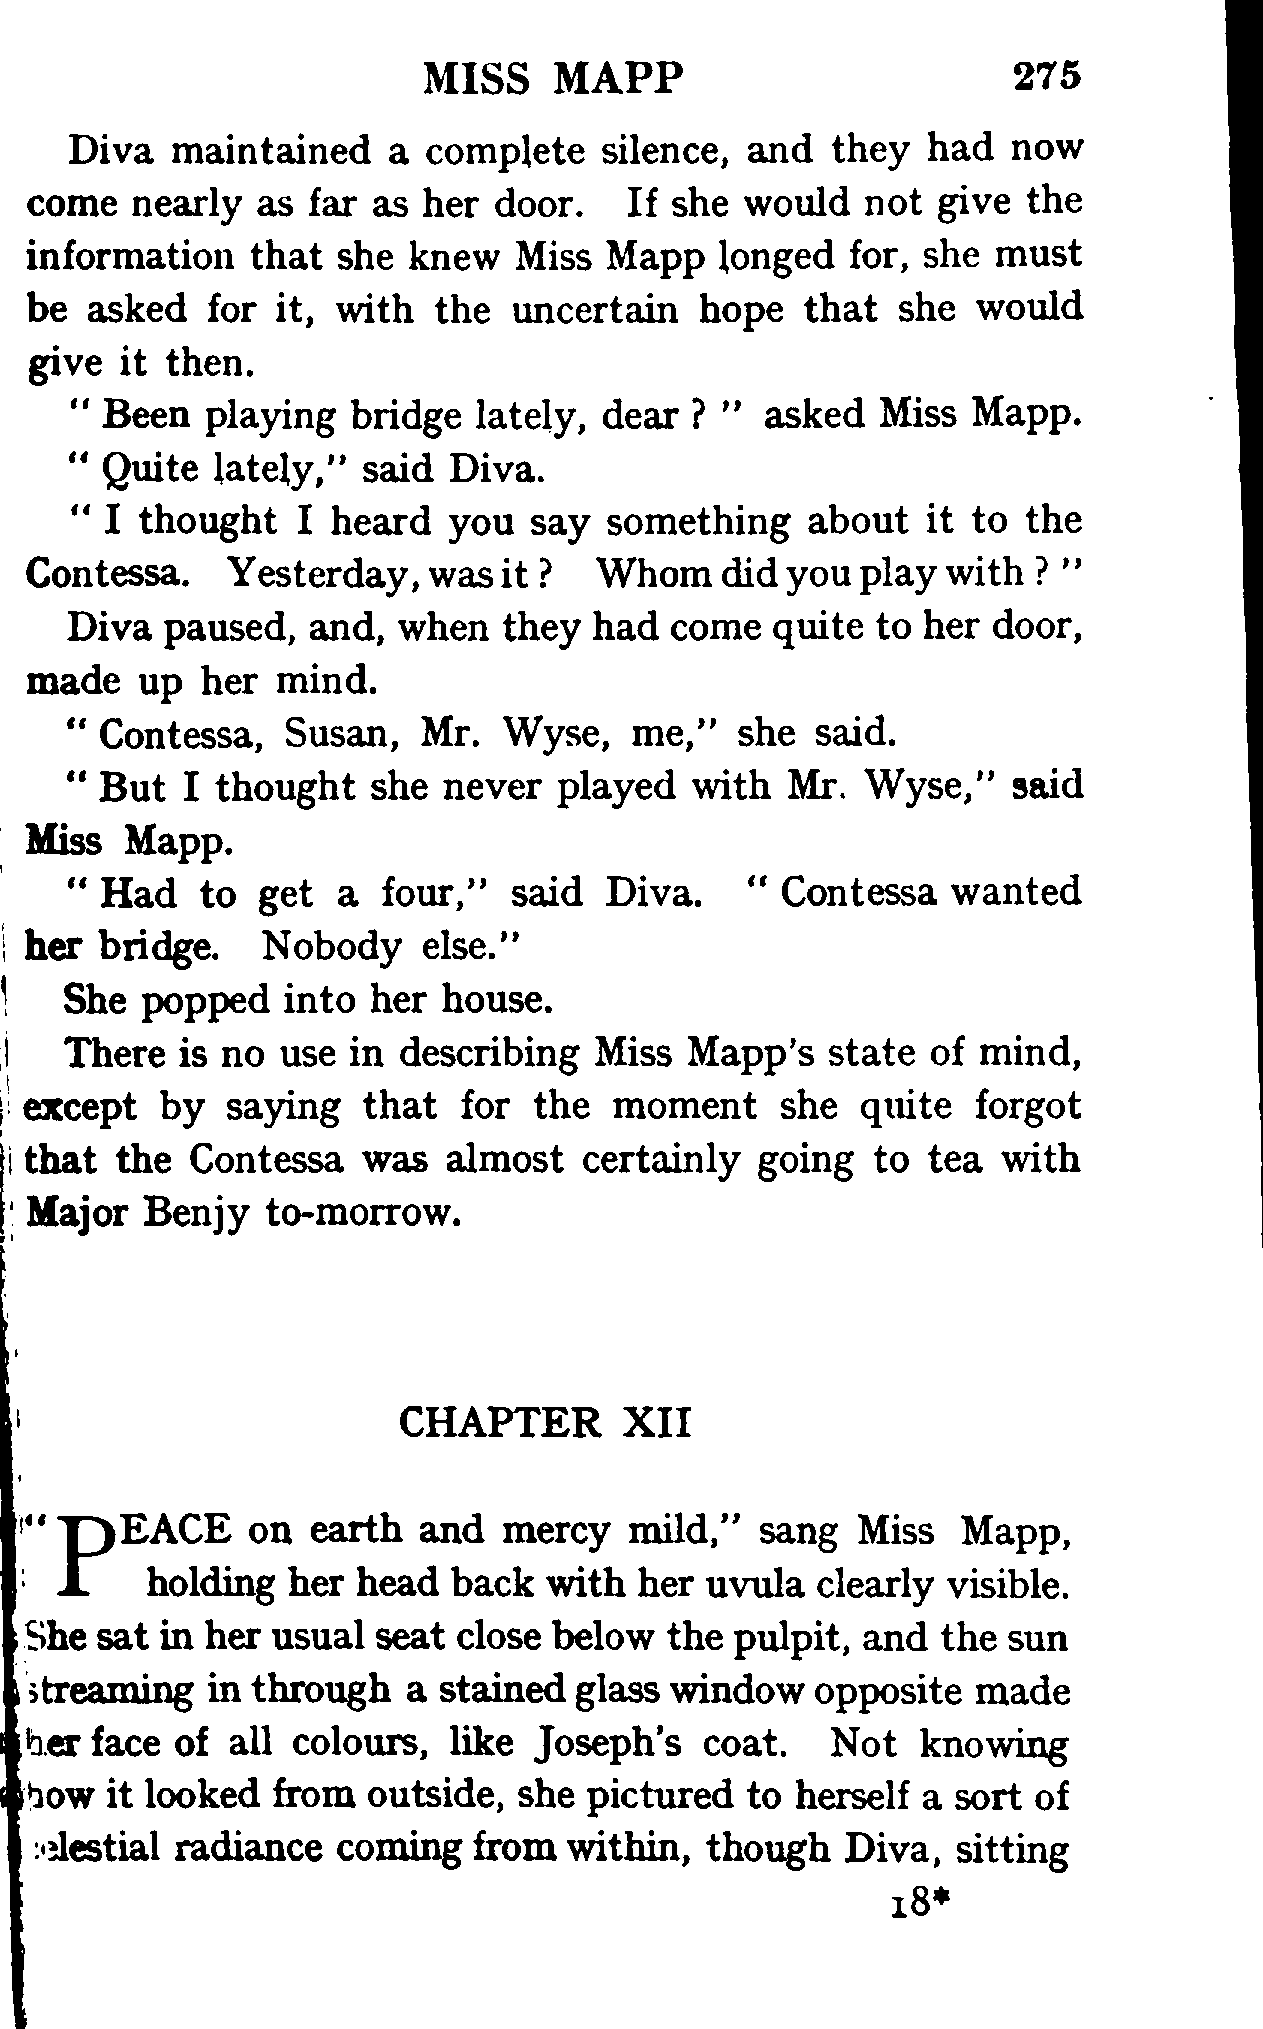 MISS MAPP 275
Diva maintained a complete silence, and they had now
come nearly as far as her door. If she would not give the
information that she knew Miss Mapp longed for, she must
be asked for it, with the uncertain hope that she would
give it then.
" Been playing bridge lately, dear ? " asked Miss Mapp.
" Quite lately," said Diva.
" I thought I heard you say something about it to the
Contessa. Yesterday, was it ? Whom did you play with ? "
Diva paused, and, when they had come quite to her door,
made up her mind.
" Contessa, Susan, Mr. Wyse, me," she said.
" But I thought she never played with Mr. Wyse," said
Miss Mapp.
" Had to get a four," said Diva. " Contessa wanted
her bridge. Nobody else."
She popped into her house.
There is no use in describing Miss Mapp's state of mind,
except by saying that for the moment she quite forgot
that the Contessa was almost certainly going to tea with
Major Benjy to-morrow.
CHAPTER XII
" PEACE on earth and mercy mild," sang Miss Mapp,
holding her head back with her uvula clearly visible.
She sat in her usual seat close below the pulpit, and the sun
streaming in through a stained glass window opposite made
her face of all colours, like Joseph's coat. Not knowing
how it looked from outside, she pictured to herself a sort of
celestial radiance coming from within, though Diva, sitting
18*